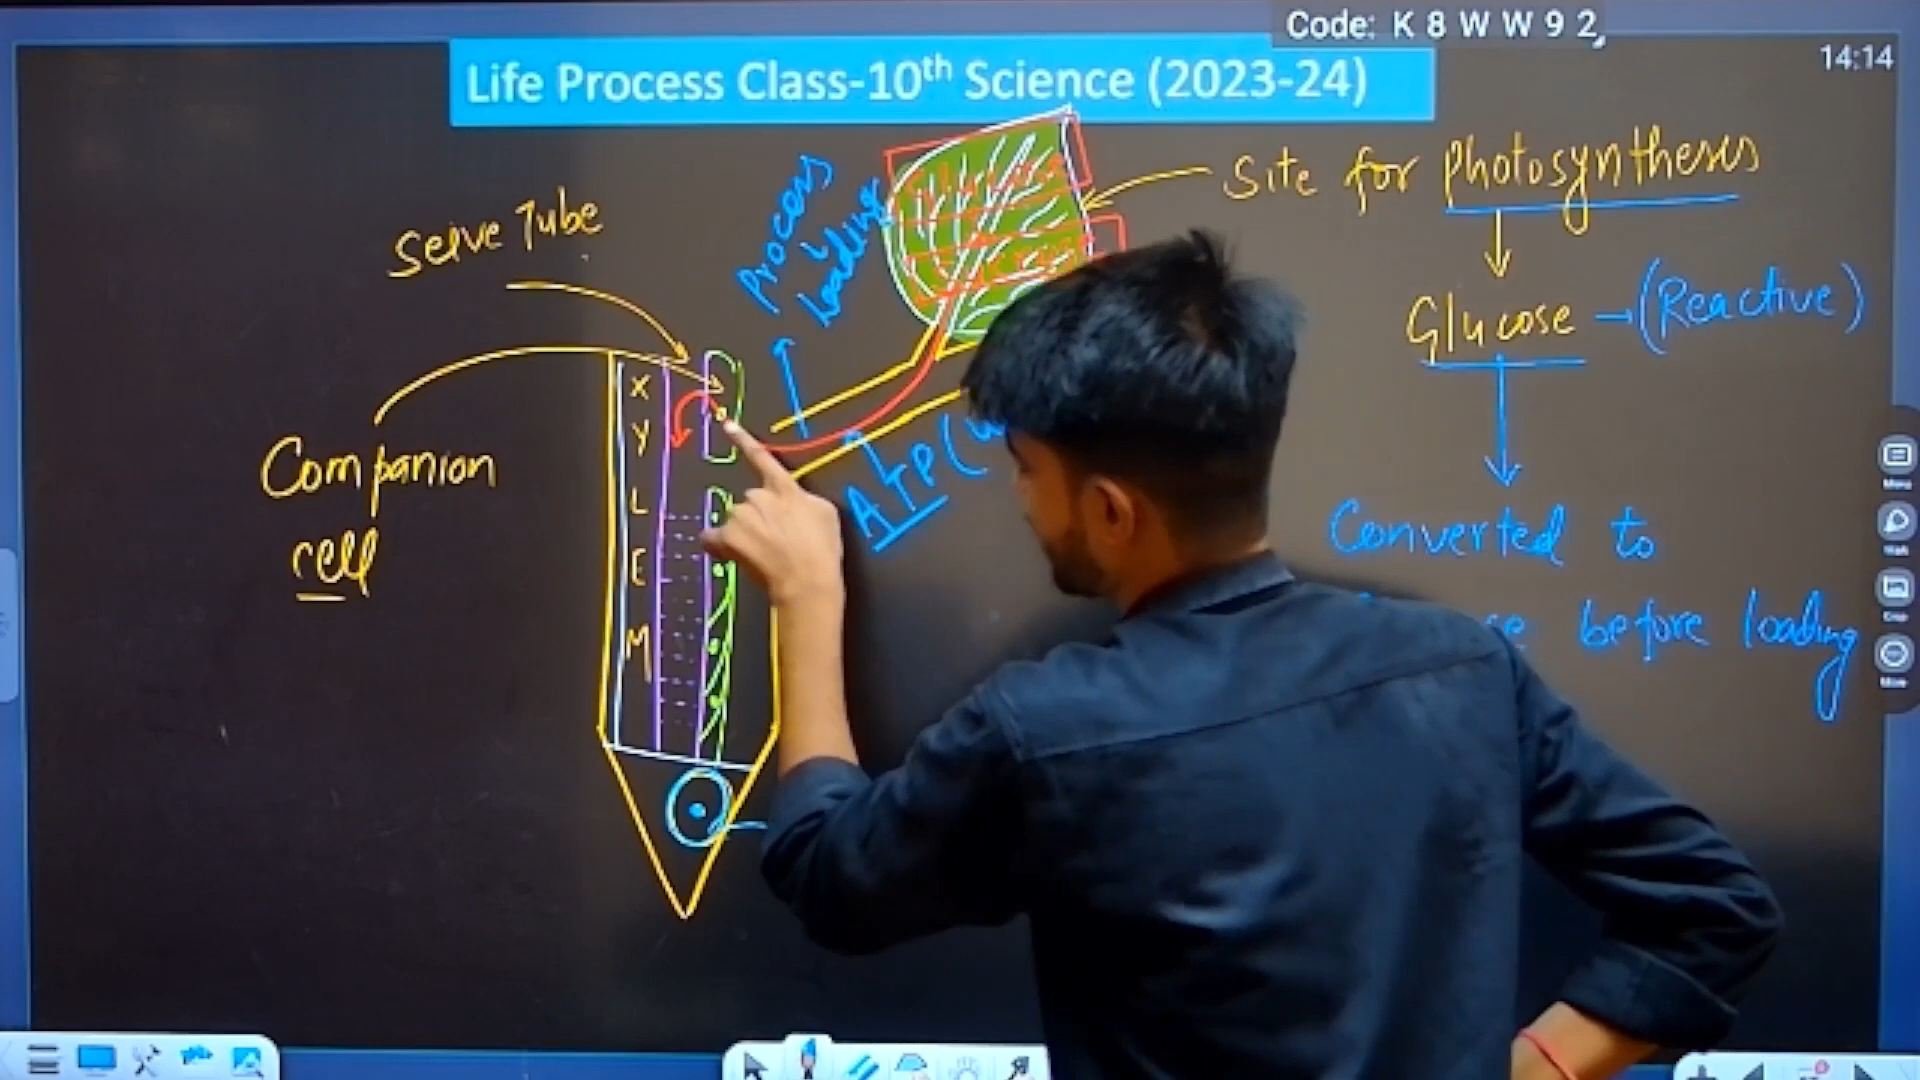 Code: K 8 W W 9 2
14:14
Life Process Class-10th Science (2023-24)
Site for Photosynthesis
Process
Loading
Seive Tube
Glucose → (Reactive)
X
Y
L
E
M
Companion
cell
ATP (
Converted to
before loading